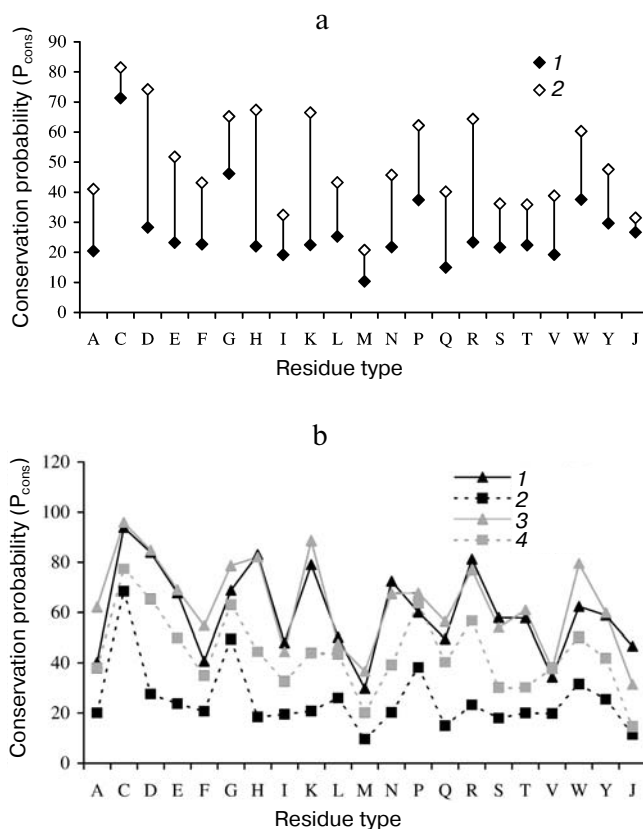 a
Conservation probability (Pcons)
90
80
70
60
50
40
30
20
10
0
1
2
A C D E F G H I K L M N P Q R S T V W Y J
Residue type
b
Conservation probability (Pcons)
120
100
80
60
40
20
0
1
2
3
4
A C D E F G H I K L M N P Q R S T V W Y J
Residue type